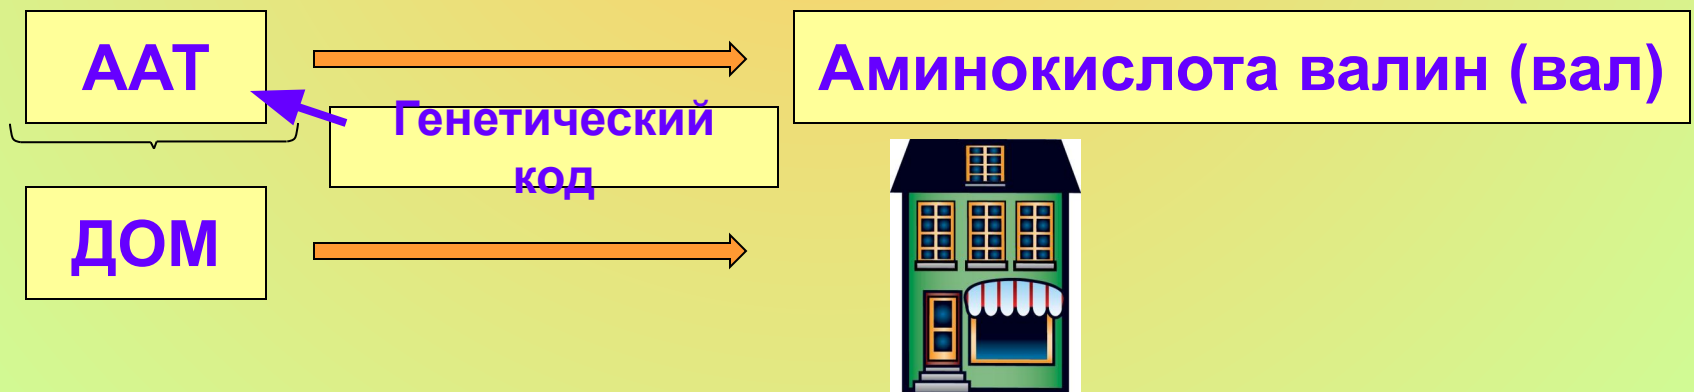 ААТ
Аминокислота валин (вал)
Генетический
код
ДОМ